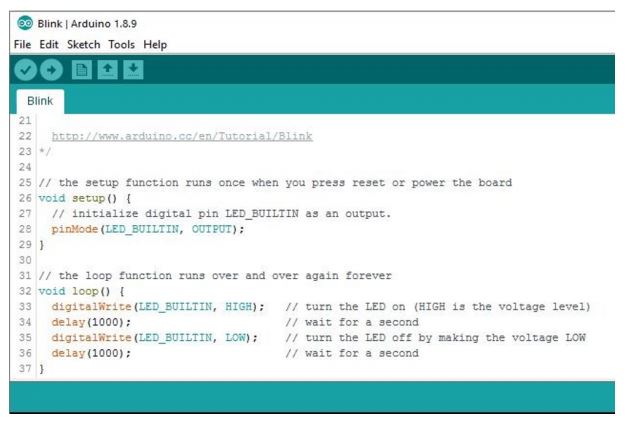 Blink | Arduino 1.8.9
File Edit Sketch Tools Help
Blink
21
22   http://www.arduino.cc/en/Tutorial/Blink
23 */
24
25 // the setup function runs once when you press reset or power the board
26 void setup() {
27   // initialize digital pin LED_BUILTIN as an output.
28   pinMode(LED_BUILTIN, OUTPUT);
29 }
30
31 // the loop function runs over and over again forever
32 void loop() {
33   digitalWrite(LED_BUILTIN, HIGH);   // turn the LED on (HIGH is the voltage level)
34   delay(1000);                       // wait for a second
35   digitalWrite(LED_BUILTIN, LOW);    // turn the LED off by making the voltage LOW
36   delay(1000);                       // wait for a second
37 }